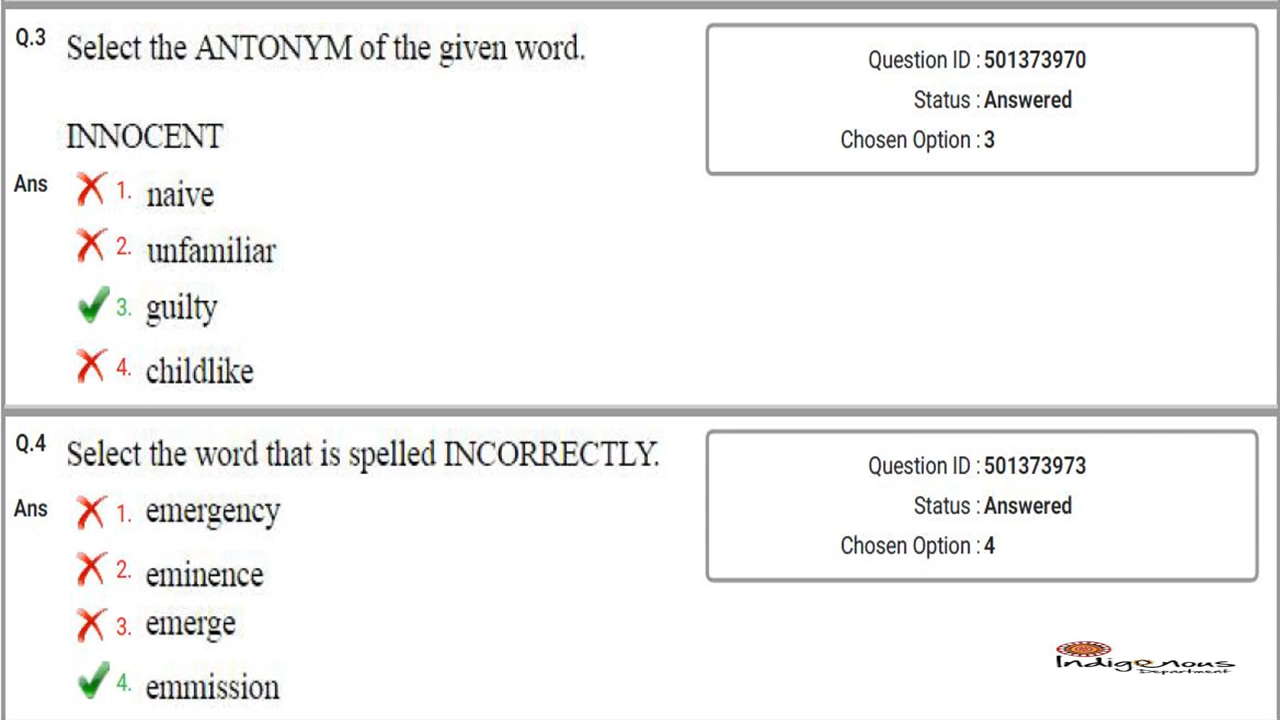 Q.3 Select the ANTONYM of the given word.
Question ID : 501373970
Status : Answered
Chosen Option : 3
INNOCENT
Ans 1. naive
2. unfamiliar
3. guilty
4. childlike
Q.4 Select the word that is spelled INCORRECTLY.
Question ID : 501373973
Status : Answered
Chosen Option : 4
Ans 1. emergency
2. eminence
3. emerge
4. emmission
Indigenous
Department